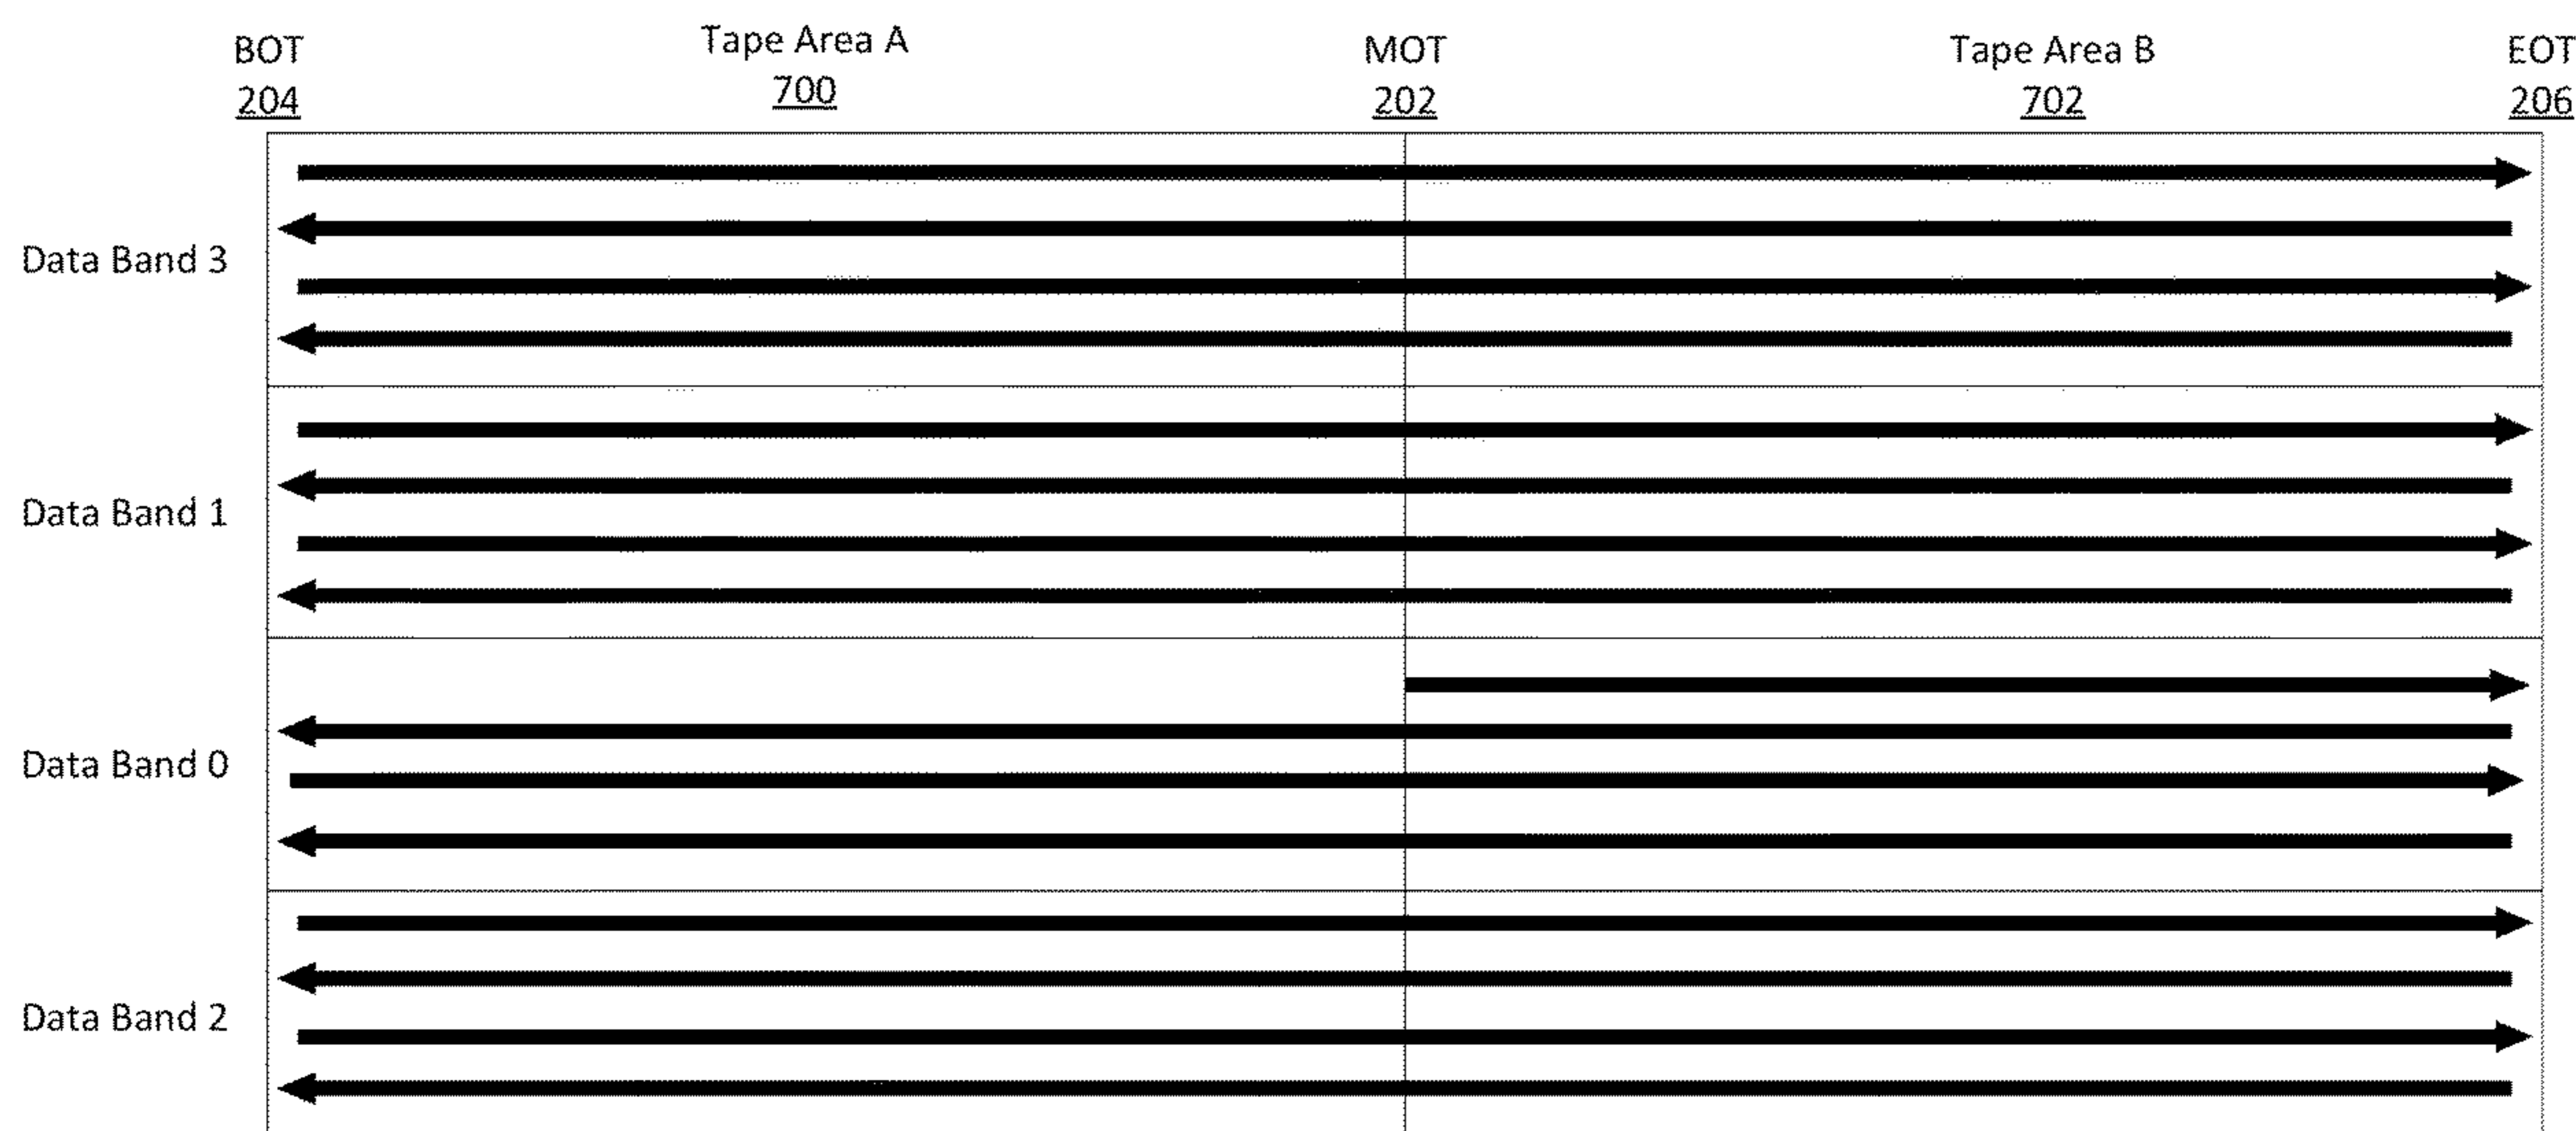 BOT
204
Tape Area A
700
MOT
202
Tape Area B
702
EOT
206
Data Band 3
Data Band 1
Data Band 0
Data Band 2